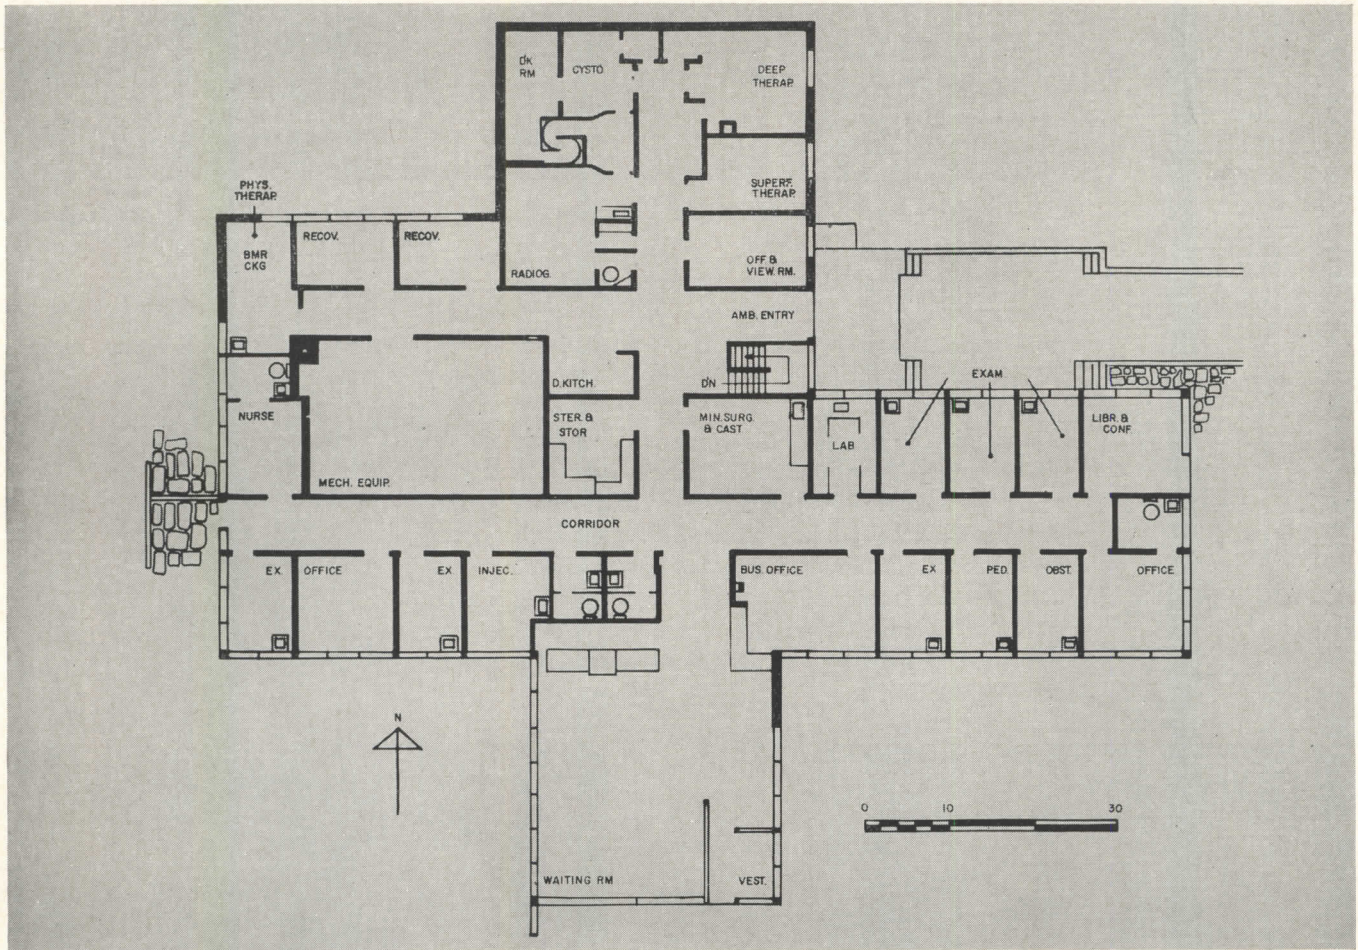 D'K
RM
CYSTO
DEEP
THERAP.
PHYS.
THERAP.
SUPERF.
THERAP.
RECOV.
RECOV.
BMR
CKG
RADIOG.
OFF. &
VIEW. RM.
AMB. ENTRY
D.KITCH.
D'N
EXAM
NURSE
STER. &
STOR
MIN. SURG.
& CAST
LAB
LIBR. &
CONF.
MECH. EQUIP.
CORRIDOR
EX.
OFFICE
EX
INJEC.
BUS. OFFICE
EX
PED.
OBST.
OFFICE
N
0 10 30
WAITING RM
VEST.